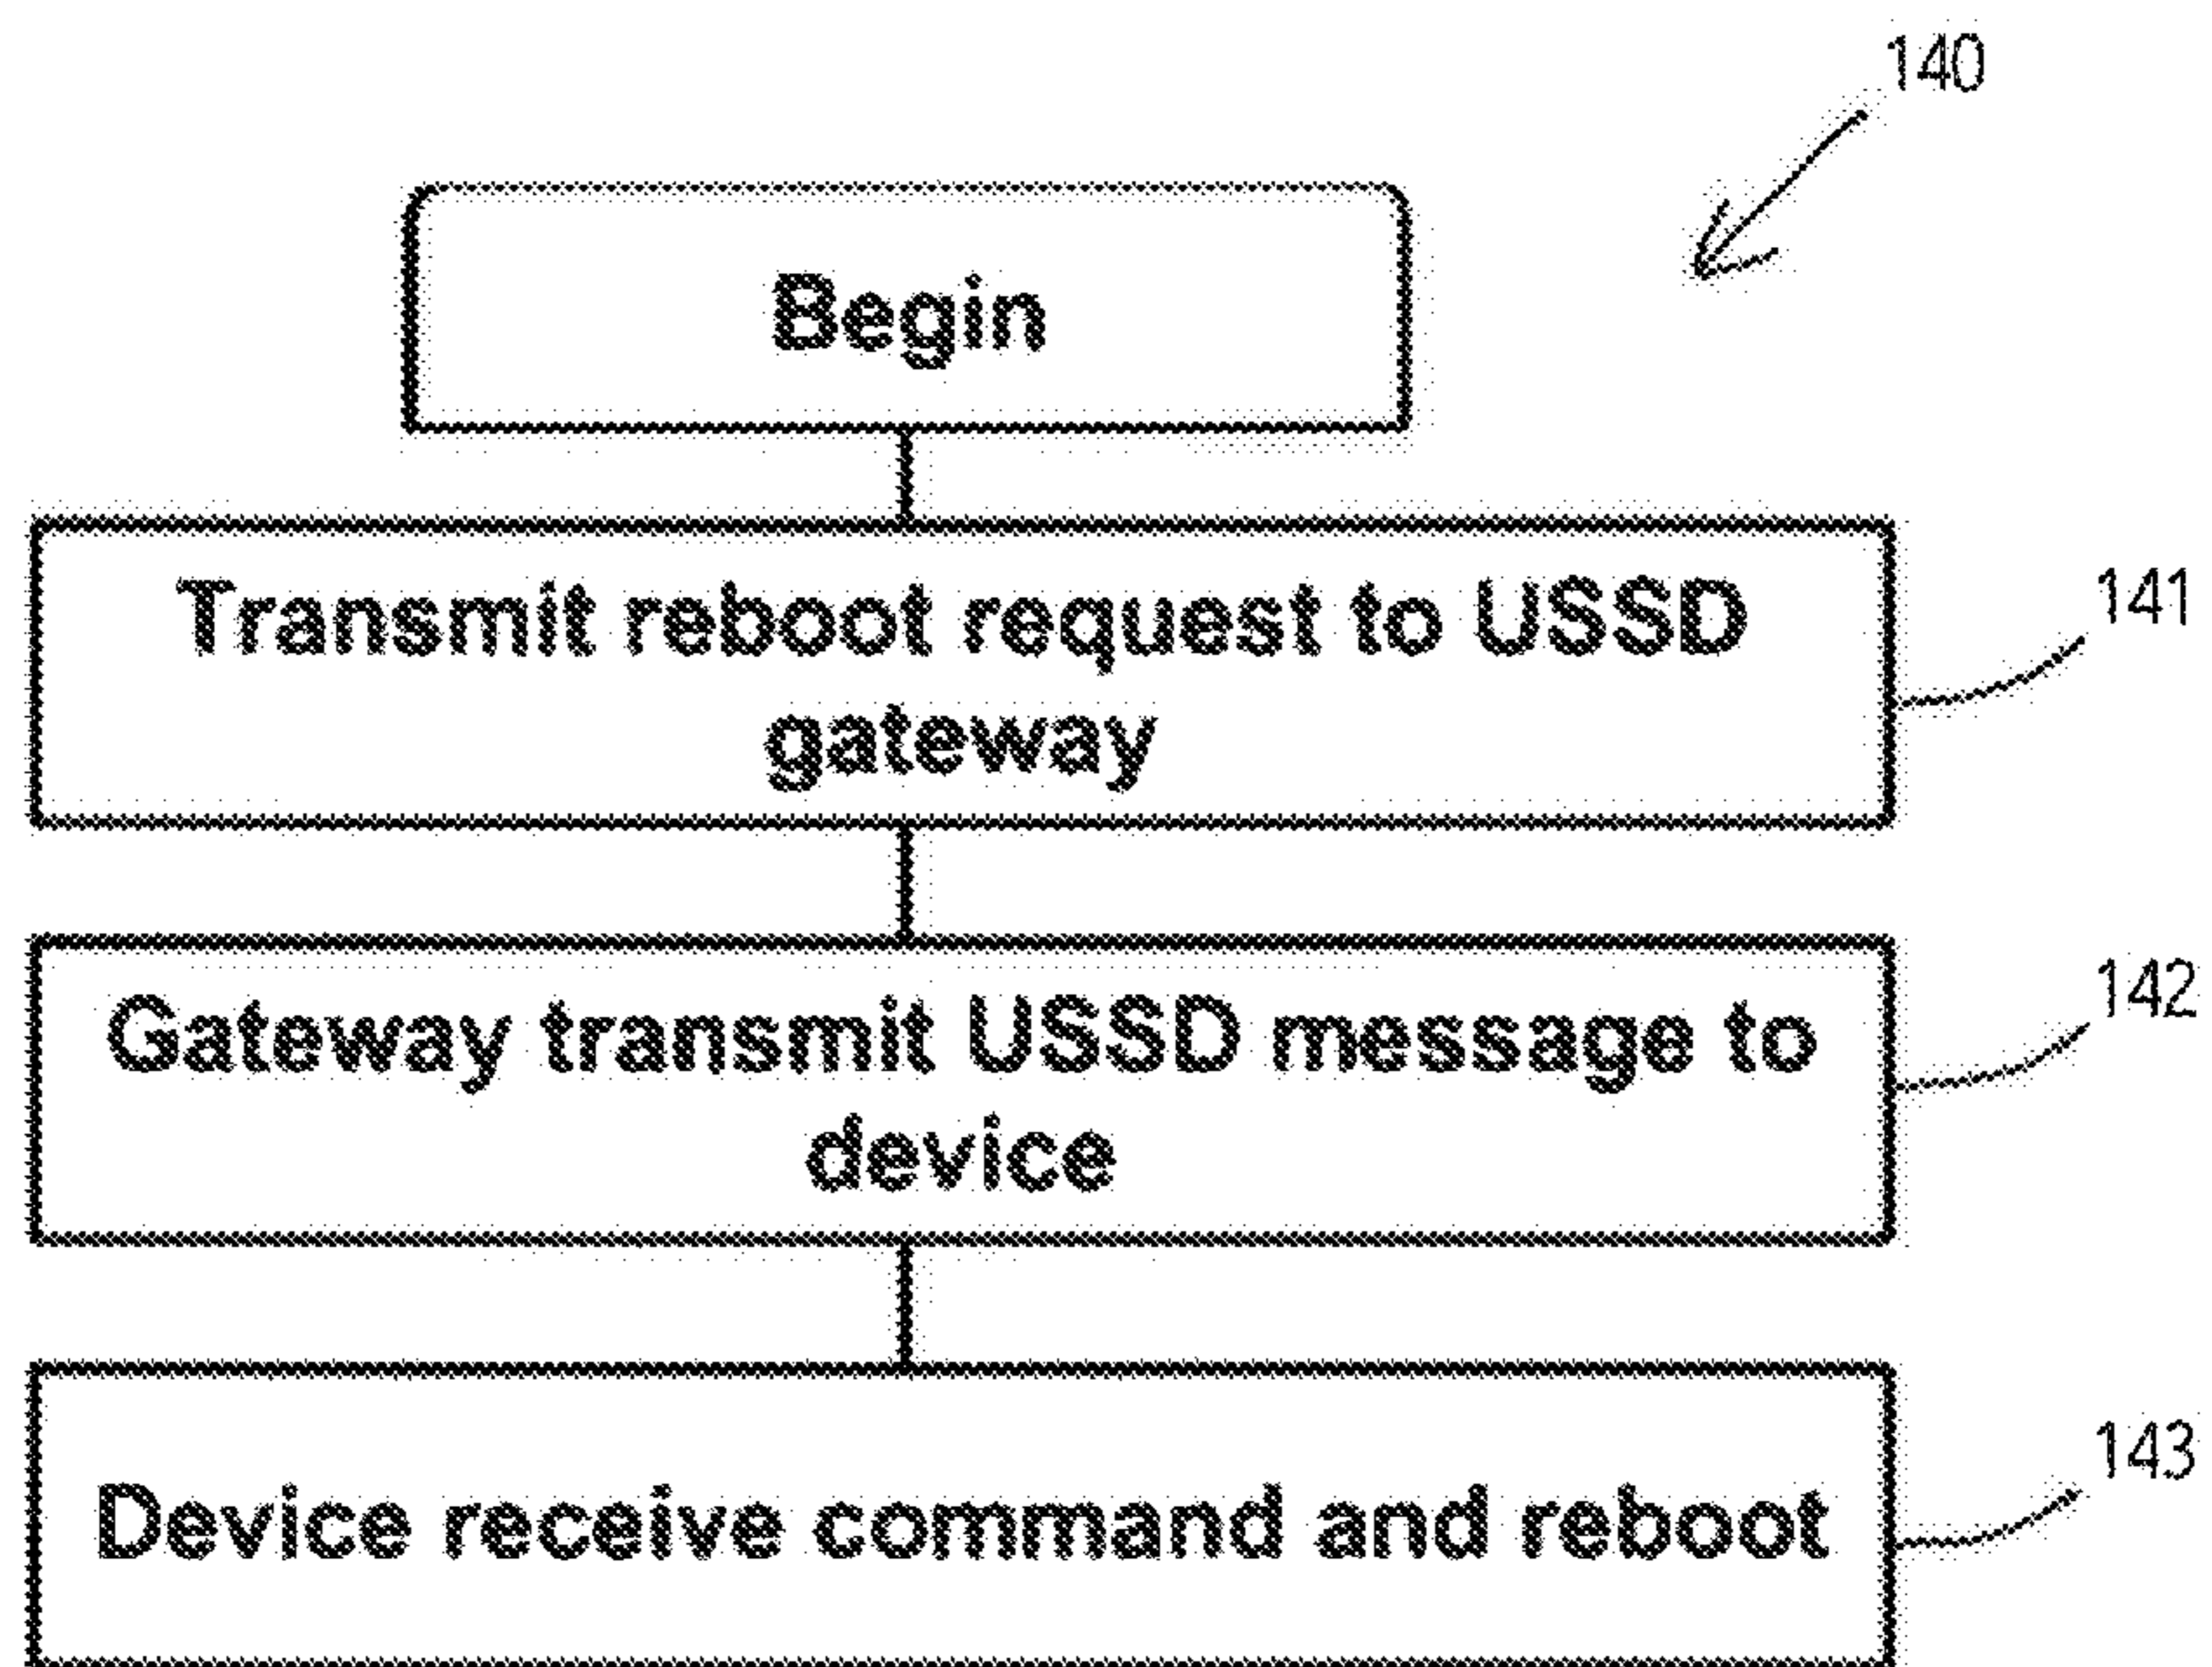 140
Begin
Transmit reboot request to USSD
gateway
141
Gateway transmit USSD message to
device
142
Device receive command and reboot
143